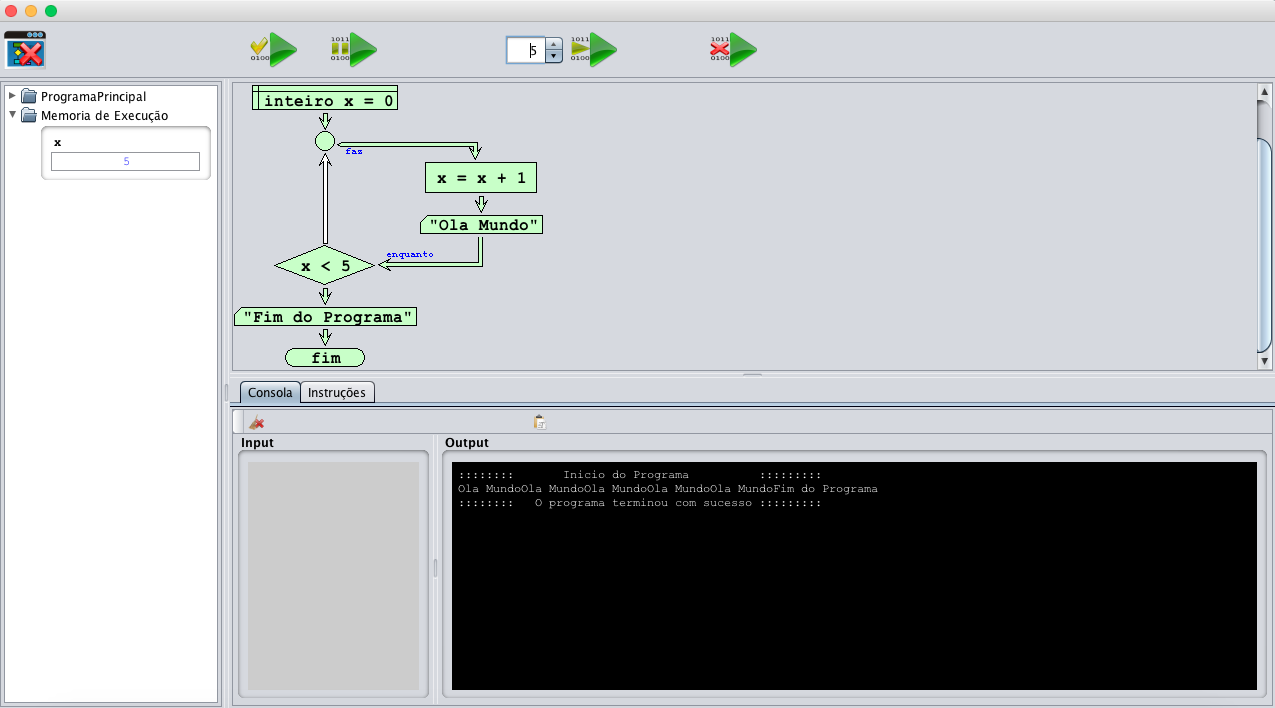 1011
0100
1011
0100
5
1011
0100
1011
0100
ProgramaPrincipal
Memoria de Execução
x
5
inteiro x = 0
faz
x = x + 1
"Ola Mundo"
enquanto
x < 5
"Fim do Programa"
fim
Consola
Instruções
Input
Output
:::::::: Inicio do Programa :::::::::
Ola MundoOla MundoOla MundoOla MundoOla MundoFim do Programa
:::::::: O programa terminou com sucesso :::::::::